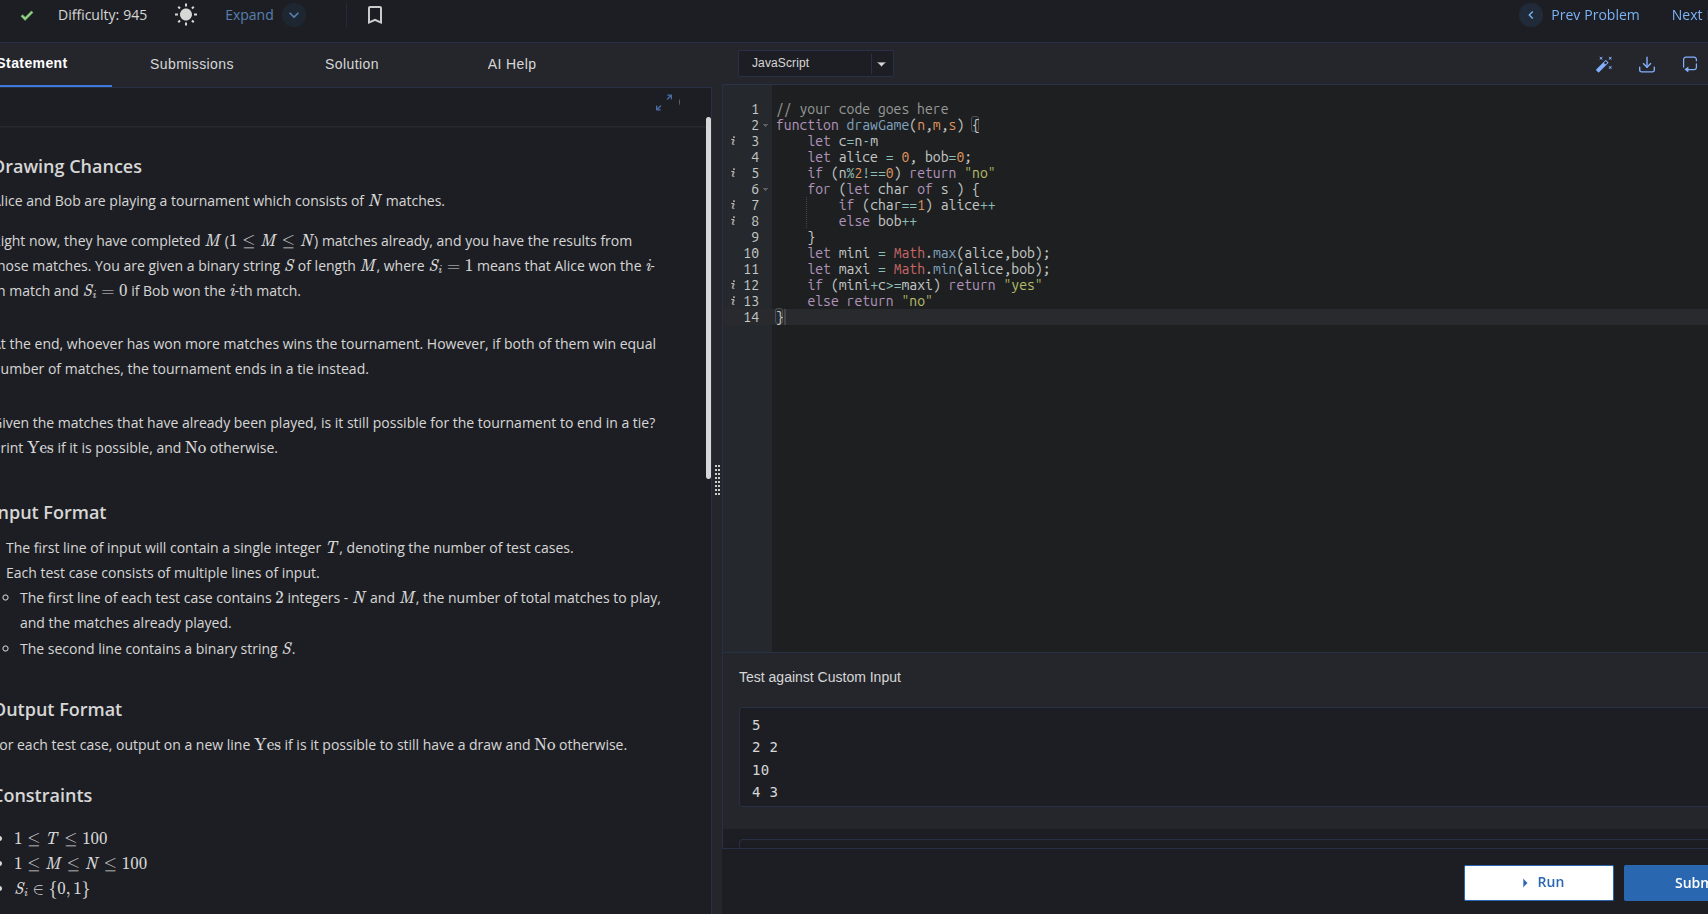 Difficulty: 945
Expand
Prev Problem
Next
Statement
Submissions
Solution
AI Help
JavaScript
Drawing Chances
lice and Bob are playing a tournament which consists of N matches.
ight now, they have completed M (1 ≤ M ≤ N) matches already, and you have the results from
hose matches. You are given a binary string S of length M, where Sᵢ = 1 means that Alice won the i-
h match and Sᵢ = 0 if Bob won the i-th match.
t the end, whoever has won more matches wins the tournament. However, if both of them win equal
umber of matches, the tournament ends in a tie instead.
iven the matches that have already been played, is it still possible for the tournament to end in a tie?
rint Yes if it is possible, and No otherwise.
nput Format
The first line of input will contain a single integer T, denoting the number of test cases.
Each test case consists of multiple lines of input.
The first line of each test case contains 2 integers - N and M, the number of total matches to play,
and the matches already played.
The second line contains a binary string S.
Output Format
or each test case, output on a new line Yes if is it possible to still have a draw and No otherwise.
Constraints
1 ≤ T ≤ 100
1 ≤ M ≤ N ≤ 100
Sᵢ ∈ {0, 1}
1 // your code goes here
2 function drawGame(n,m,s) {
i 3 let c=n-m
4 let alice = 0, bob=0;
i 5 if (n%2!==0) return "no"
6 for (let char of s ) {
i 7 if (char==1) alice++
i 8 else bob++
9 }
10 let mini = Math.max(alice,bob);
11 let maxi = Math.min(alice,bob);
i 12 if (mini+c>=maxi) return "yes"
i 13 else return "no"
14 }
Test against Custom Input
5
2 2
10
4 3
Run
Subm